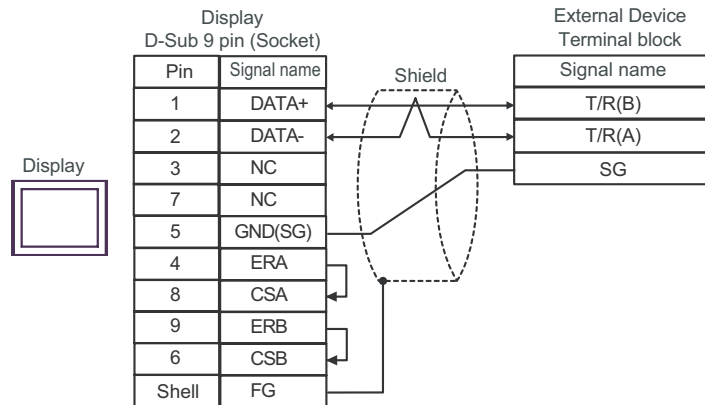 Display
D-Sub 9 pin (Socket)
External Device
Terminal block
Pin Signal name
Shield
Signal name
1 DATA+
T/R(B)
2 DATA-
T/R(A)
Display
3 NC
SG
7 NC
5 GND(SG)
4 ERA
8 CSA
9 ERB
6 CSB
Shell FG